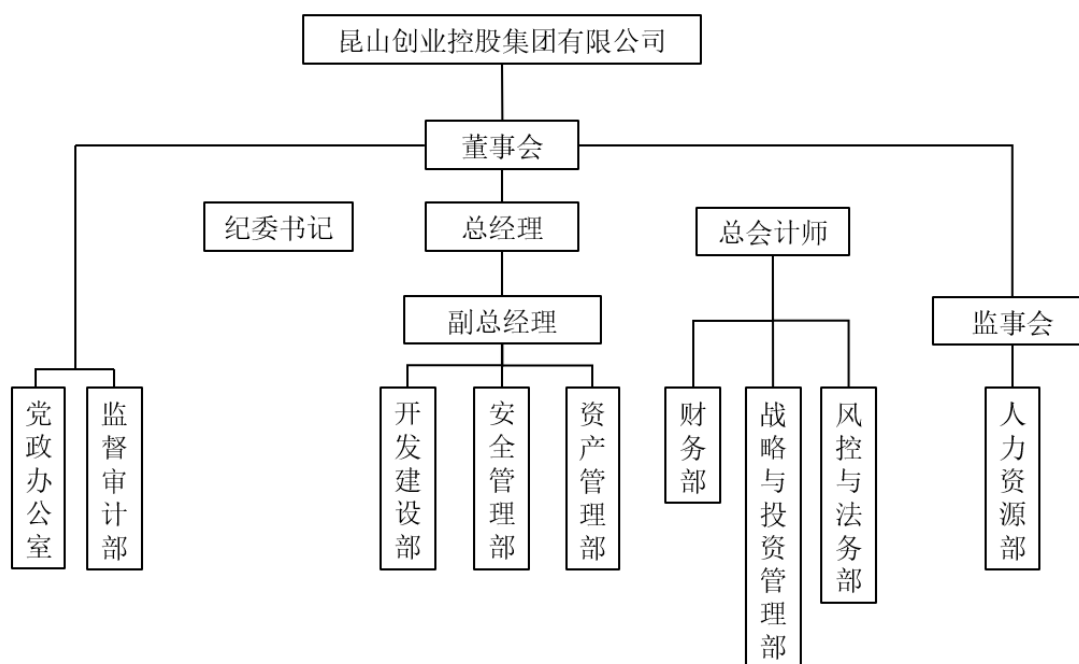 昆山创业控股集团有限公司
董事会
纪委书记
总经理
总会计师
副总经理
监事会
党政办公室
监督审计部
开发建设部
安全管理部
资产管理部
财务部
战略与投资管理部
风控与法务部
人力资源部